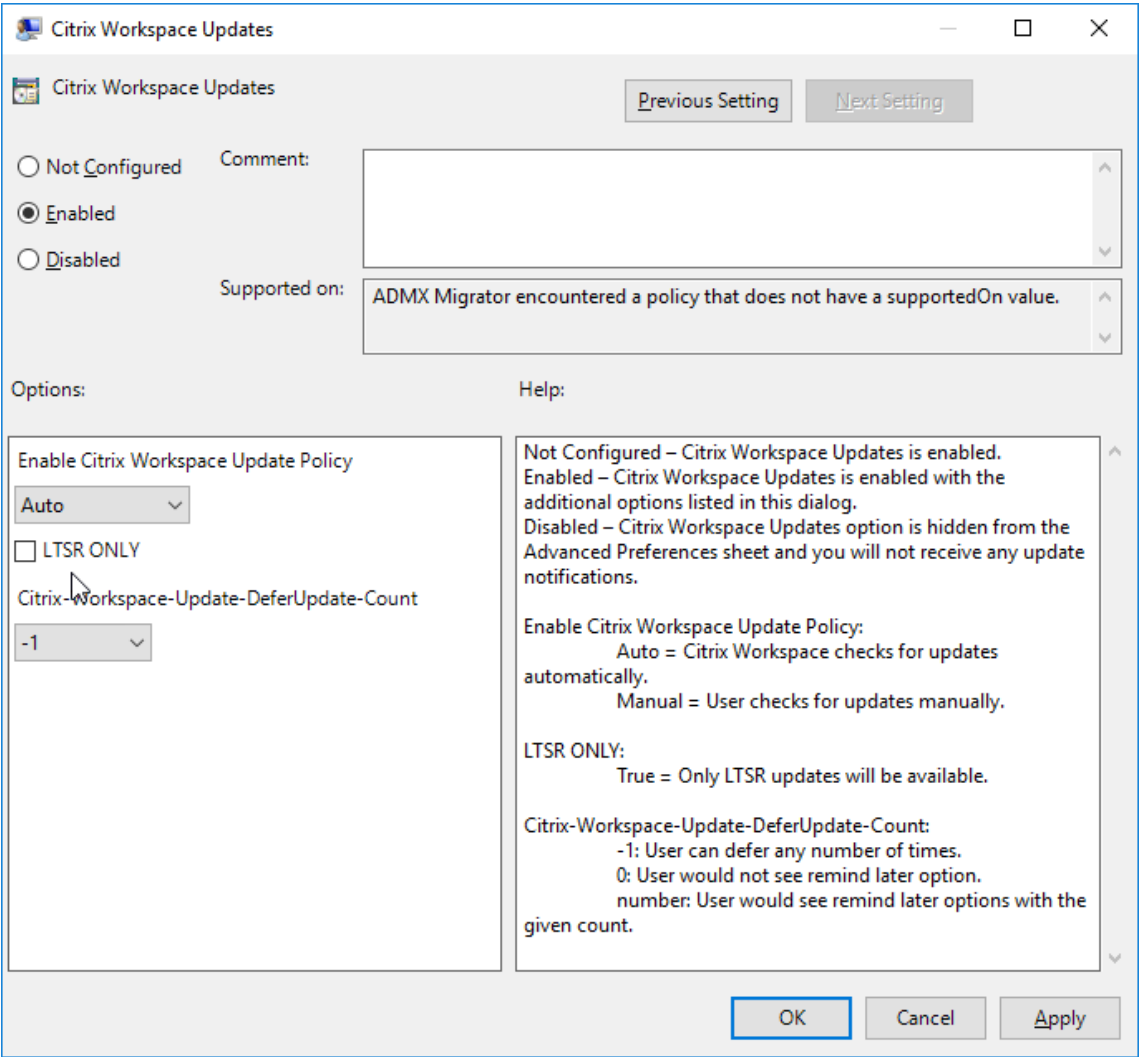 Citrix Workspace Updates
Citrix Workspace Updates
Previous Setting
Next Setting
Not Configured
Comment:
Enabled
Disabled
Supported on:
ADMX Migrator encountered a policy that does not have a supportedOn value.
Options:
Help:
Enable Citrix Workspace Update Policy
Auto
LTSR ONLY
Citrix-Workspace-Update-DeferUpdate-Count
-1
Not Configured – Citrix Workspace Updates is enabled.
Enabled – Citrix Workspace Updates is enabled with the
additional options listed in this dialog.
Disabled – Citrix Workspace Updates option is hidden from the
Advanced Preferences sheet and you will not receive any update
notifications.
Enable Citrix Workspace Update Policy:
Auto = Citrix Workspace checks for updates
automatically.
Manual = User checks for updates manually.
LTSR ONLY:
True = Only LTSR updates will be available.
Citrix-Workspace-Update-DeferUpdate-Count:
-1: User can defer any number of times.
0: User would not see remind later option.
number: User would see remind later options with the
given count.
OK
Cancel
Apply